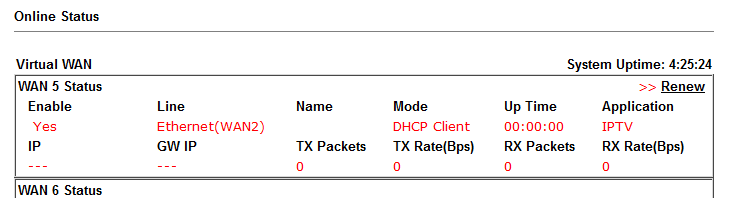 Online Status
Virtual WAN System Uptime: 4:25:24
WAN 5 Status >> Renew
Enable Line Name Mode Up Time Application
Yes Ethernet(WAN2) DHCP Client 00:00:00 IPTV
IP GW IP TX Packets TX Rate(Bps) RX Packets RX Rate(Bps)
--- --- 0 0 0 0
WAN 6 Status